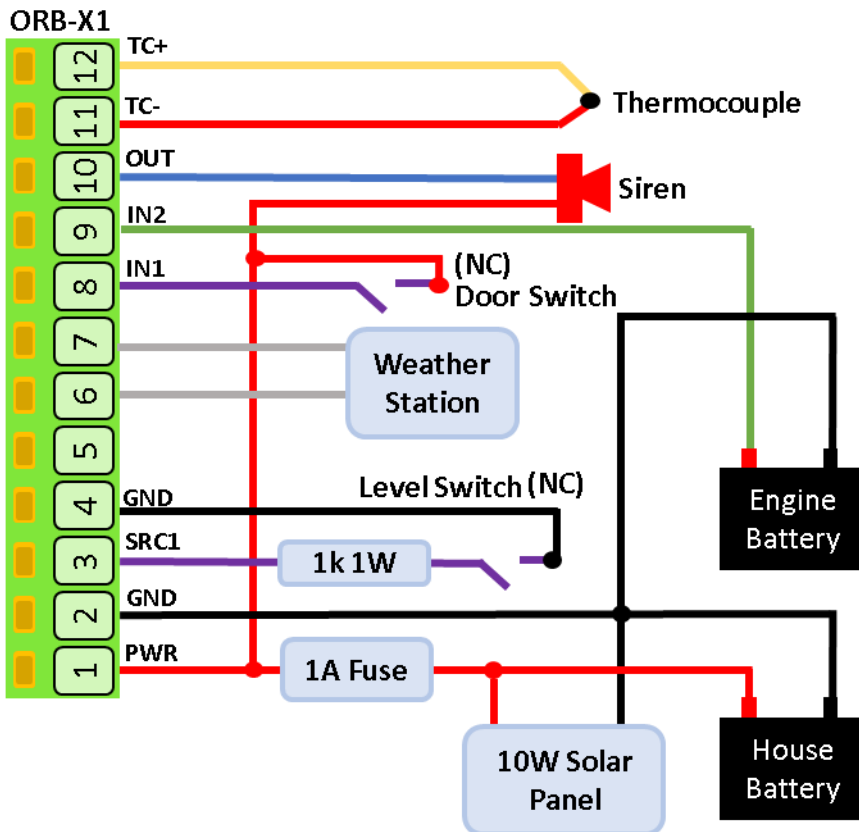 ORB-X1
12 TC+
Thermocouple
11 TC-
10 OUT
Siren
9 IN2
8 IN1
(NC)
Door Switch
7
Weather
Station
6
5
4 GND
Level Switch (NC)
3 SRC1
1k 1W
Engine
Battery
2 GND
1 PWR
1A Fuse
10W Solar
Panel
House
Battery